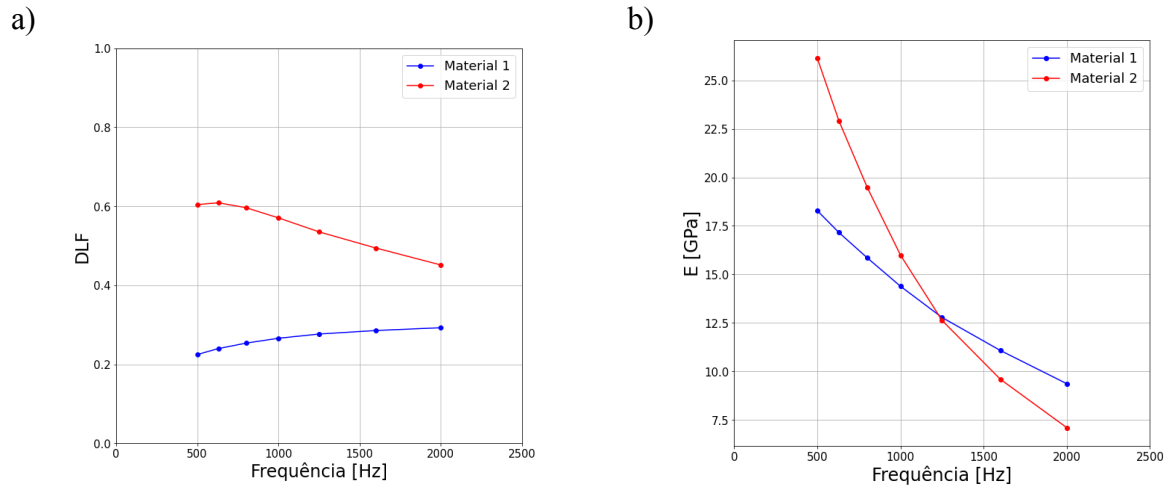 a)
1.0
0.8
0.6
0.4
0.2
0.0
DLF
0 500 1000 1500 2000 2500
Frequência [Hz]
Material 1
Material 2
b)
25.0
22.5
20.0
17.5
15.0
12.5
10.0
7.5
E [GPa]
0 500 1000 1500 2000 2500
Frequência [Hz]
Material 1
Material 2